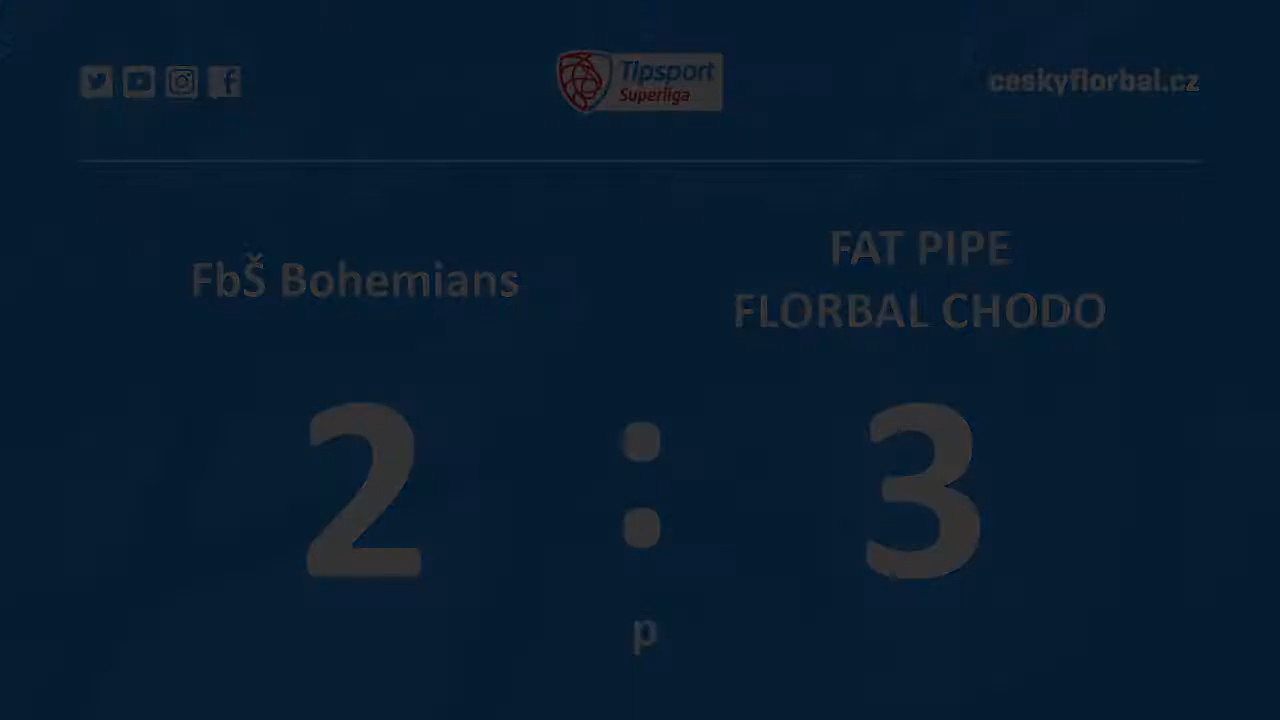 Tipsport
Superliga
ceskyflorbal.cz
FbŠ Bohemians
FAT PIPE
FLORBAL CHODO
2 : 3
p